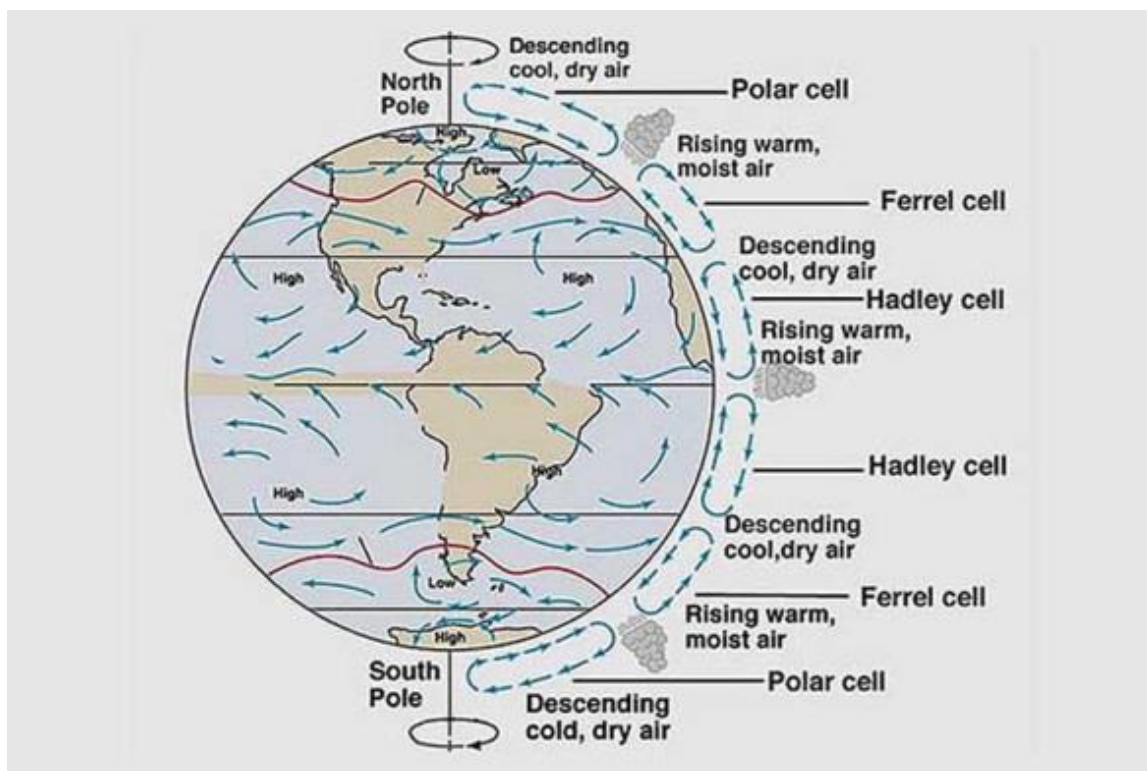 Descending
cool, dry air
North
Pole
Polar cell
High
Rising warm,
moist air
Low
Ferrel cell
Descending
cool, dry air
High
High
Hadley cell
Rising warm,
moist air
High
Hadley cell
High
Descending
cool,dry air
Low
Ferrel cell
Rising warm,
moist air
High
South
Pole
Polar cell
Descending
cold, dry air